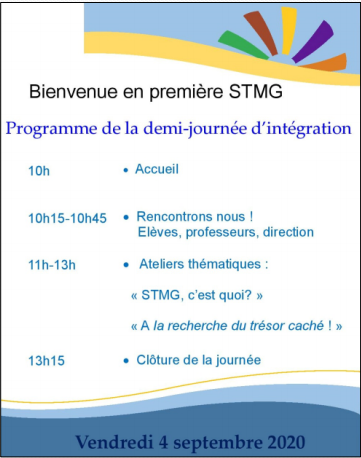 Bienvenue en première STMG
Programme de la demi-journée d'intégration
10h • Accueil
10h15-10h45 • Rencontrons nous !
Elèves, professeurs, direction
11h-13h • Ateliers thématiques :
« STMG, c'est quoi? »
« A la recherche du trésor caché ! »
13h15 • Clôture de la journée
Vendredi 4 septembre 2020